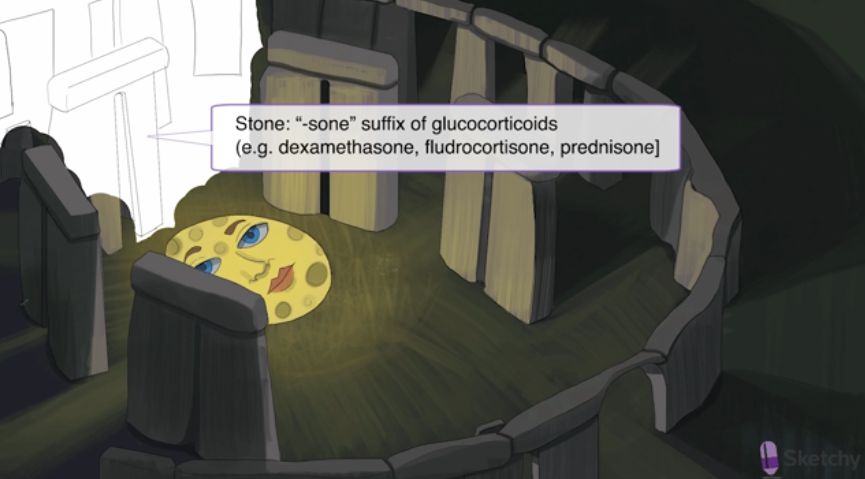 Stone: “-sone” suffix of glucocorticoids
(e.g. dexamethasone, fludrocortisone, prednisone]
Sketchy